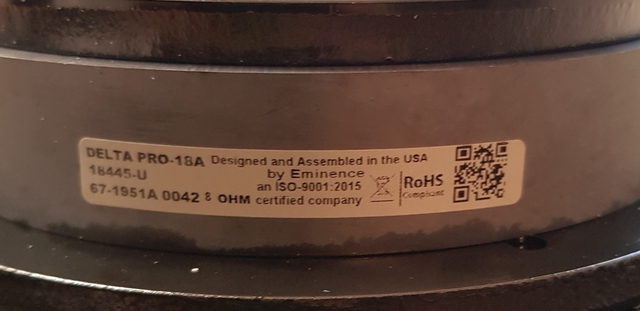 DELTA PRO-18A Designed and Assembled in the USA
18445-U by Eminence
67-1951A 0042 8 OHM an ISO-9001:2015
certified company
RoHS
Compliant